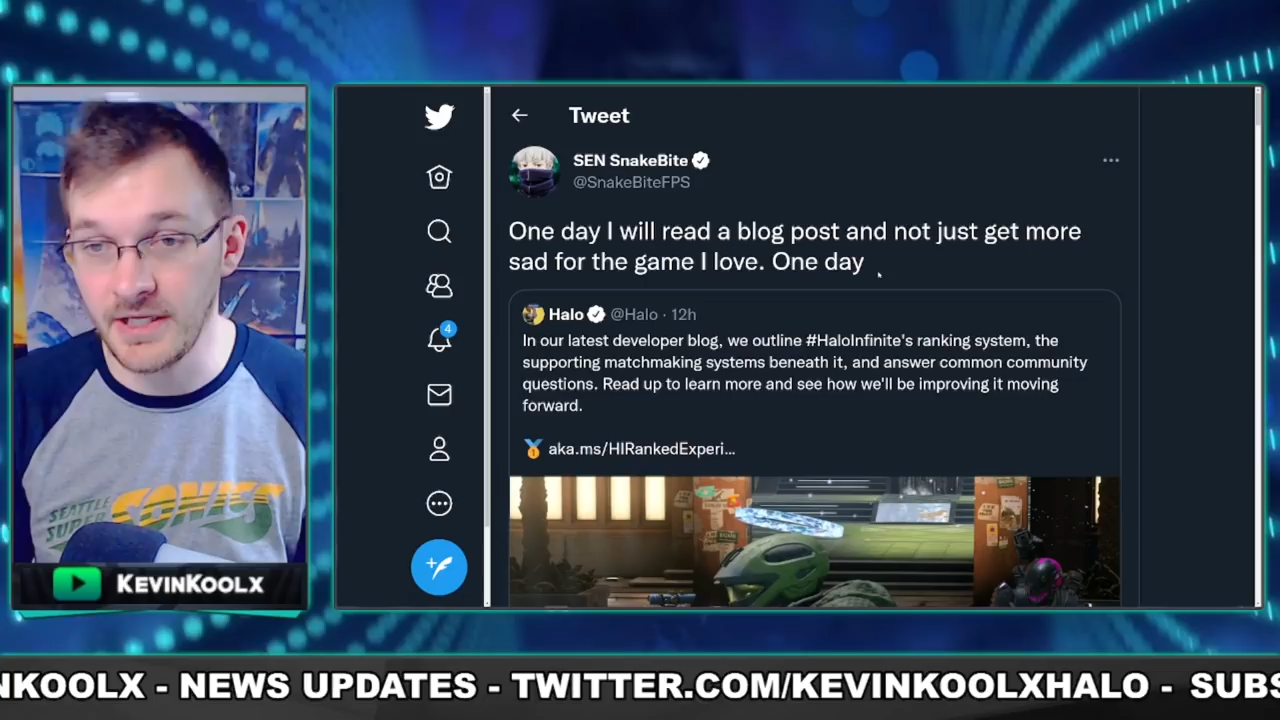 Tweet
SEN SnakeBite
@SnakeBiteFPS
One day I will read a blog post and not just get more
sad for the game I love. One day
Halo @Halo · 12h
In our latest developer blog, we outline #HaloInfinite's ranking system, the
supporting matchmaking systems beneath it, and answer common community
questions. Read up to learn more and see how we'll be improving it moving
forward.
🏅 aka.ms/HIRankedExperi...
4
SEATTLE
SUPER
SONICS
KEVINKOOLX
NKOOLX - NEWS UPDATES - TWITTER.COM/KEVINKOOLXHALO - SUBS